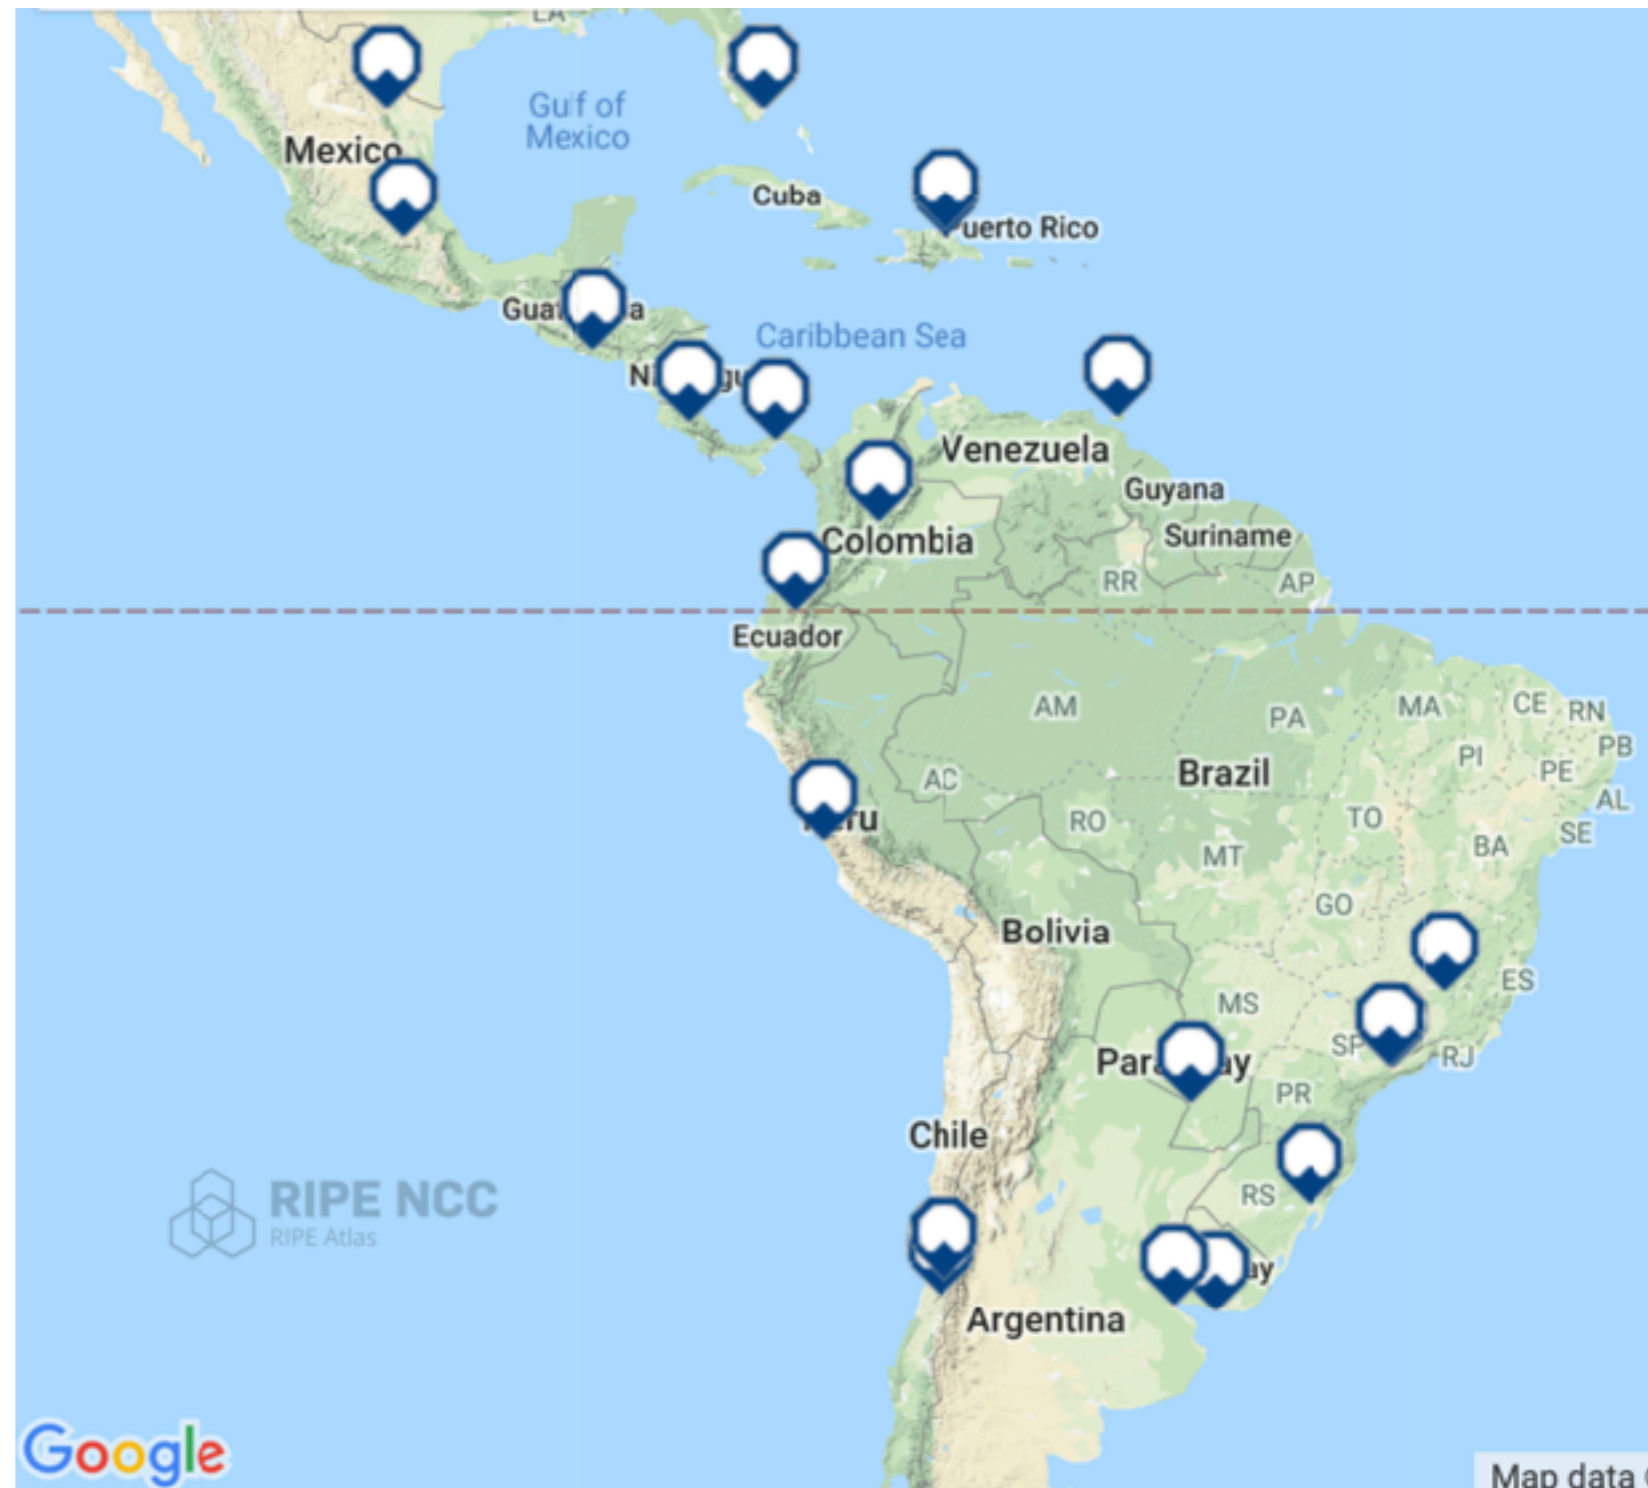 LA
Gulf of
Mexico
Mexico
Cuba
Puerto Rico
Caribbean Sea
Venezuela
Guyana
Suriname
Colombia
RR
AP
Ecuador
AM
PA
MA
CE
RN
PB
PI
PE
AL
Brazil
AC
TO
SE
RO
BA
MT
GO
Bolivia
ES
MS
SP
RJ
PR
Chile
RS
RIPE NCC
RIPE Atlas
Argentina
Google
Map data